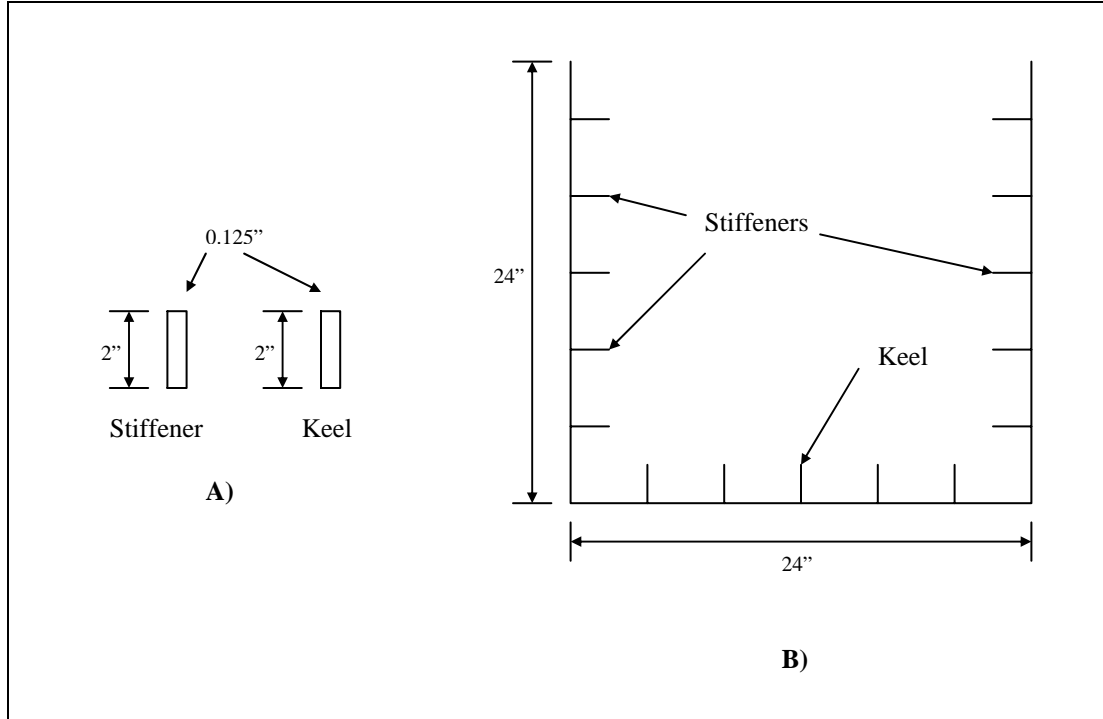 0.125”
2”
2”
Stiffener
Keel
A)
24”
Stiffeners
Keel
24”
B)